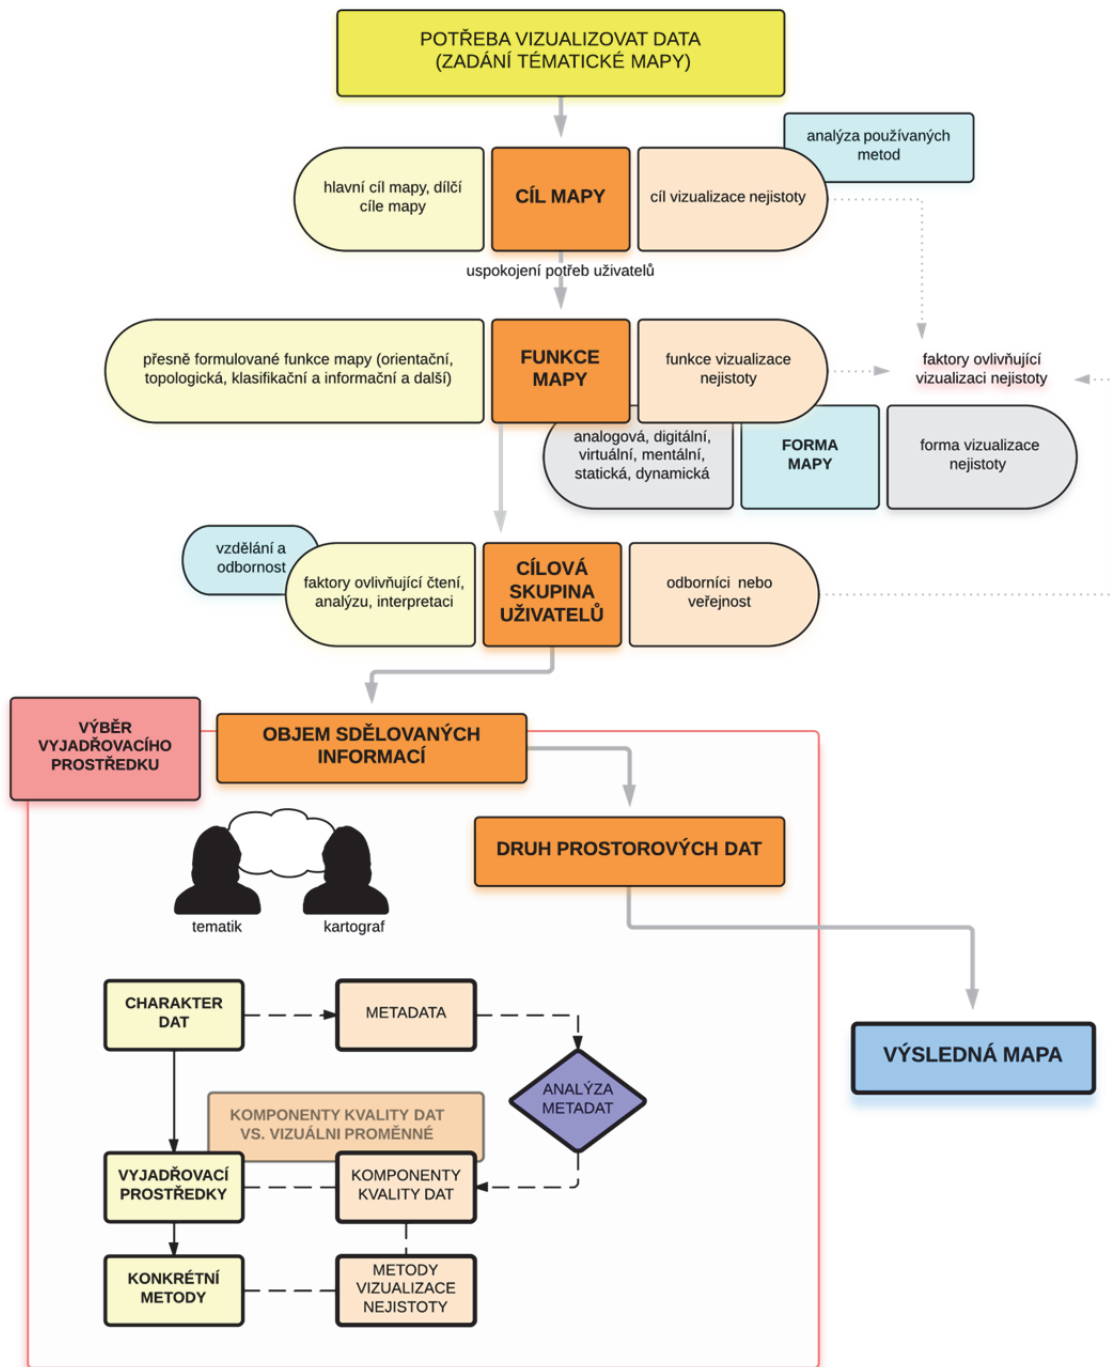 POTŘEBA VIZUALIZOVAT DATA
(ZADÁNÍ TÉMATICKÉ MAPY)
analýza používaných
metod
hlavní cíl mapy, dílčí
cíle mapy
CÍL MAPY
cíl vizualizace nejistoty
uspokojení potřeb uživatelů
přesně formulované funkce mapy (orientační,
topologická, klasifikační a informační a další)
FUNKCE
MAPY
funkce vizualizace
nejistoty
faktory ovlivňující
vizualizaci nejistoty
analogová, digitální,
virtuální, mentální,
statická, dynamická
FORMA
MAPY
forma vizualizace
nejistoty
vzdělání a
odbornost
faktory ovlivňující čtení,
analýzu, interpretaci
CÍLOVÁ
SKUPINA
UŽIVATELŮ
odborníci nebo
veřejnost
VÝBĚR
VYJADŘOVACÍHO
PROSTŘEDKU
OBJEM SDĚLOVANÝCH
INFORMACÍ
DRUH PROSTOROVÝCH DAT
tematik
kartograf
CHARAKTER
DAT
METADATA
VÝSLEDNÁ MAPA
ANALÝZA
METADAT
KOMPONENTY KVALITY DAT
VS. VIZUÁLNI PROMĚNNÉ
VYJADŘOVACÍ
PROSTŘEDKY
KOMPONENTY
KVALITY DAT
KONKRÉTNÍ
METODY
METODY
VIZUALIZACE
NEJISTOTY